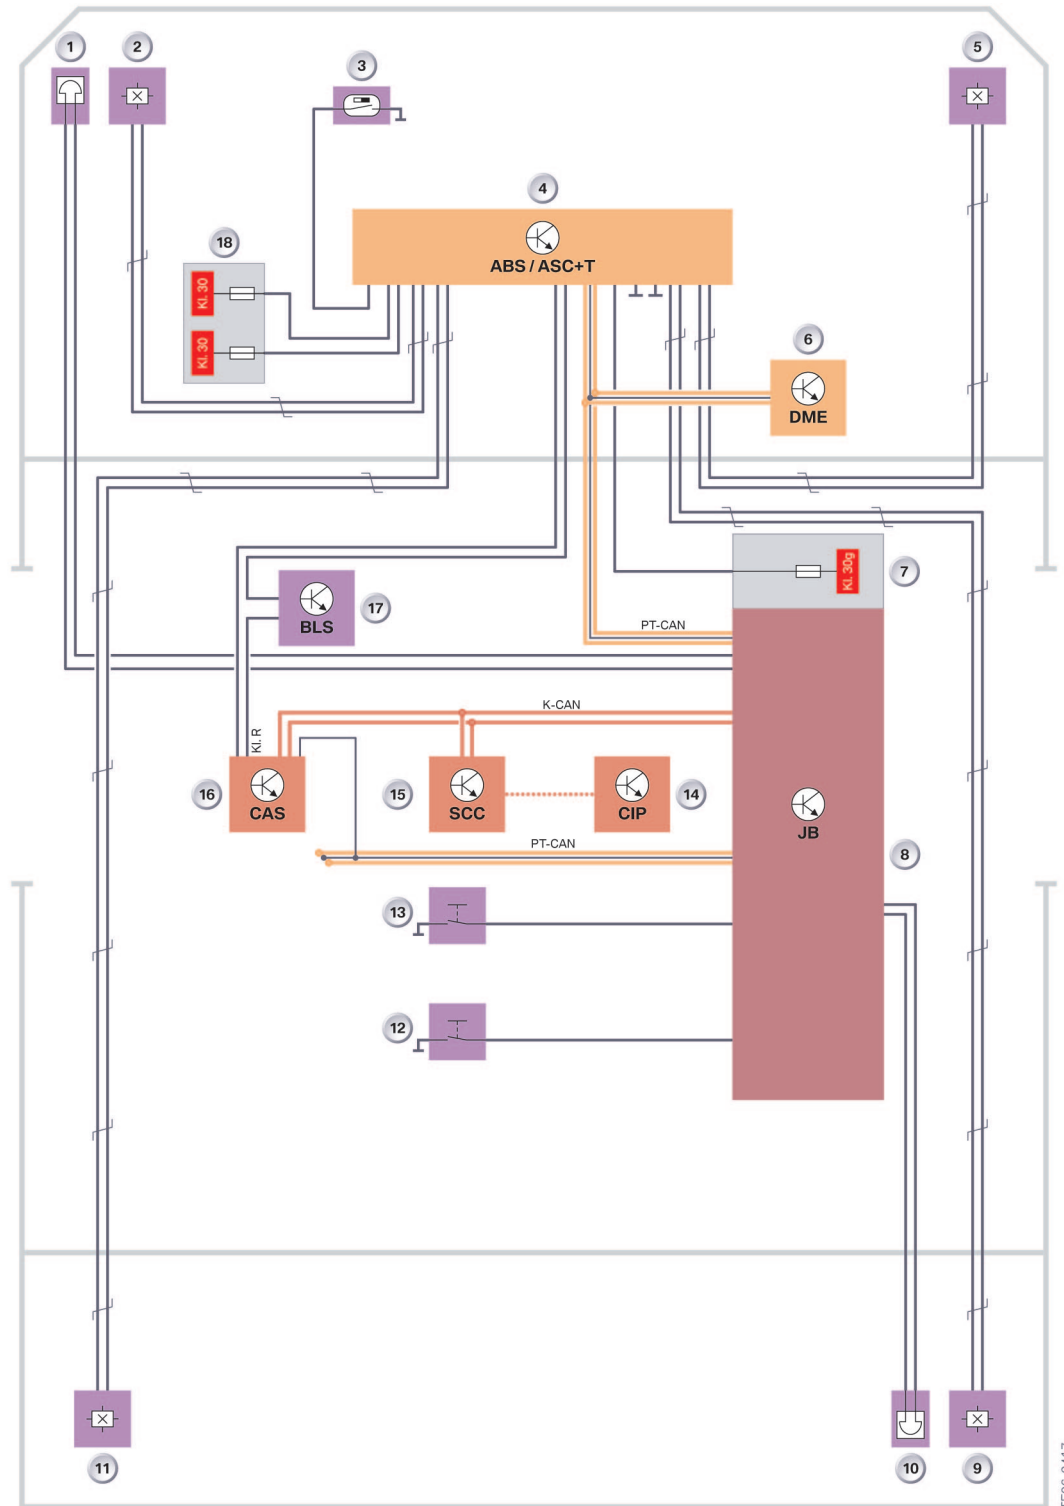 1
2
3
5
4
18
ABS / ASC+T
Kl. 30
Kl. 30
6
DME
7
Kl. 30g
17
BLS
PT-CAN
K-CAN
Kl. R
16
CAS
15
SCC
CIP
14
JB
PT-CAN
8
13
12
11
10
9